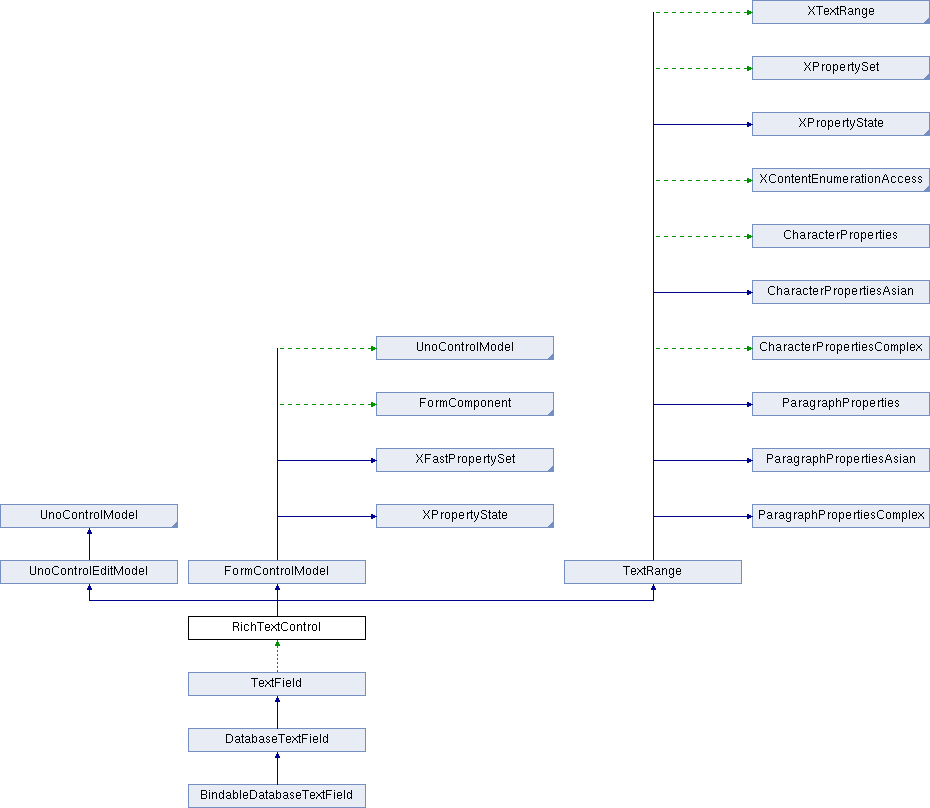 XTextRange
XPropertySet
XPropertyState
XContentEnumerationAccess
CharacterProperties
CharacterPropertiesAsian
UnoControlModel
CharacterPropertiesComplex
FormComponent
ParagraphProperties
XFastPropertySet
ParagraphPropertiesAsian
UnoControlModel
XPropertyState
ParagraphPropertiesComplex
UnoControlEditModel
FormControlModel
TextRange
RichTextControl
TextField
DatabaseTextField
BindableDatabaseTextField